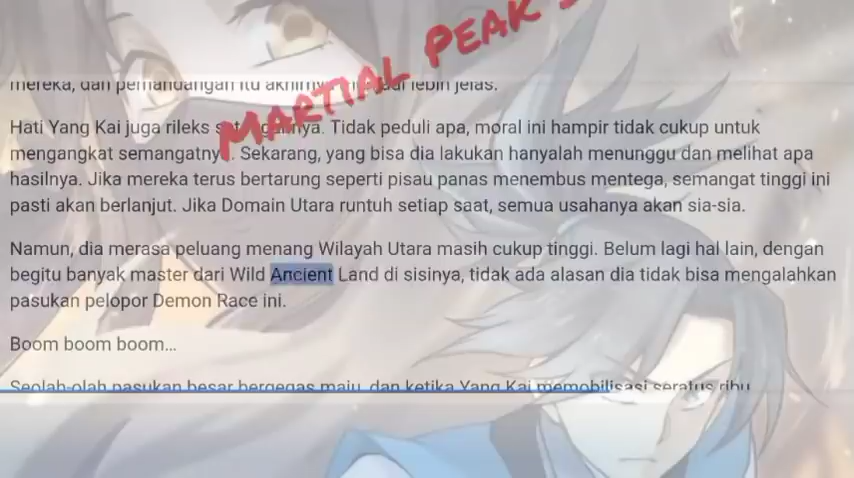 MARTIAL PEAK
mereka, dan pemandangan itu jadi lebih jelas.
Hati Yang Kai juga rileks. Tidak peduli apa, moral ini hampir tidak cukup untuk
mengangkat semangatnya. Sekarang, yang bisa dia lakukan hanyalah menunggu dan melihat apa
hasilnya. Jika mereka terus bertarung seperti pisau panas menembus mentega, semangat tinggi ini
pasti akan berlanjut. Jika Domain Utara runtuh setiap saat, semua usahanya akan sia-sia.
Namun, dia merasa peluang menang Wilayah Utara masih cukup tinggi. Belum lagi hal lain, dengan
begitu banyak master dari Wild Ancient Land di sisinya, tidak ada alasan dia tidak bisa mengalahkan
pasukan pelopor Demon Race ini.
Boom boom boom...
Seolah-olah pasukan besar bergegas maju, dan ketika Yang Kai memobilisasi seratus ribu